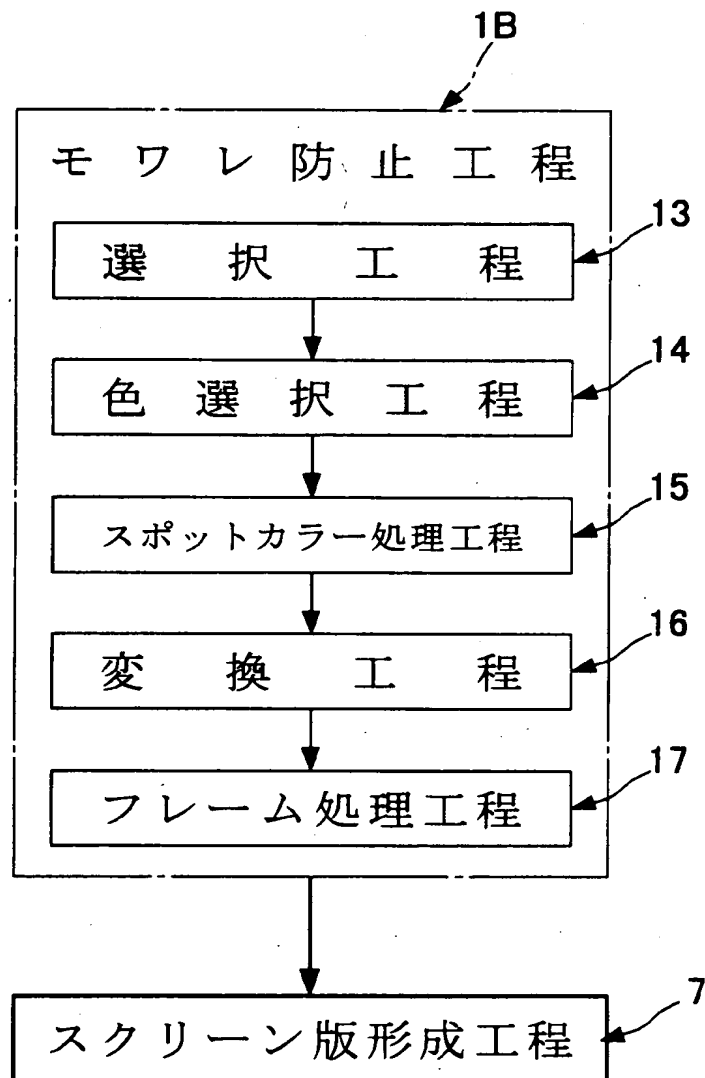 1B
モワレ防止工程
選択工程
13
色選択工程
14
スポットカラー処理工程
15
変換工程
16
フレーム処理工程
17
スクリーン版形成工程
7